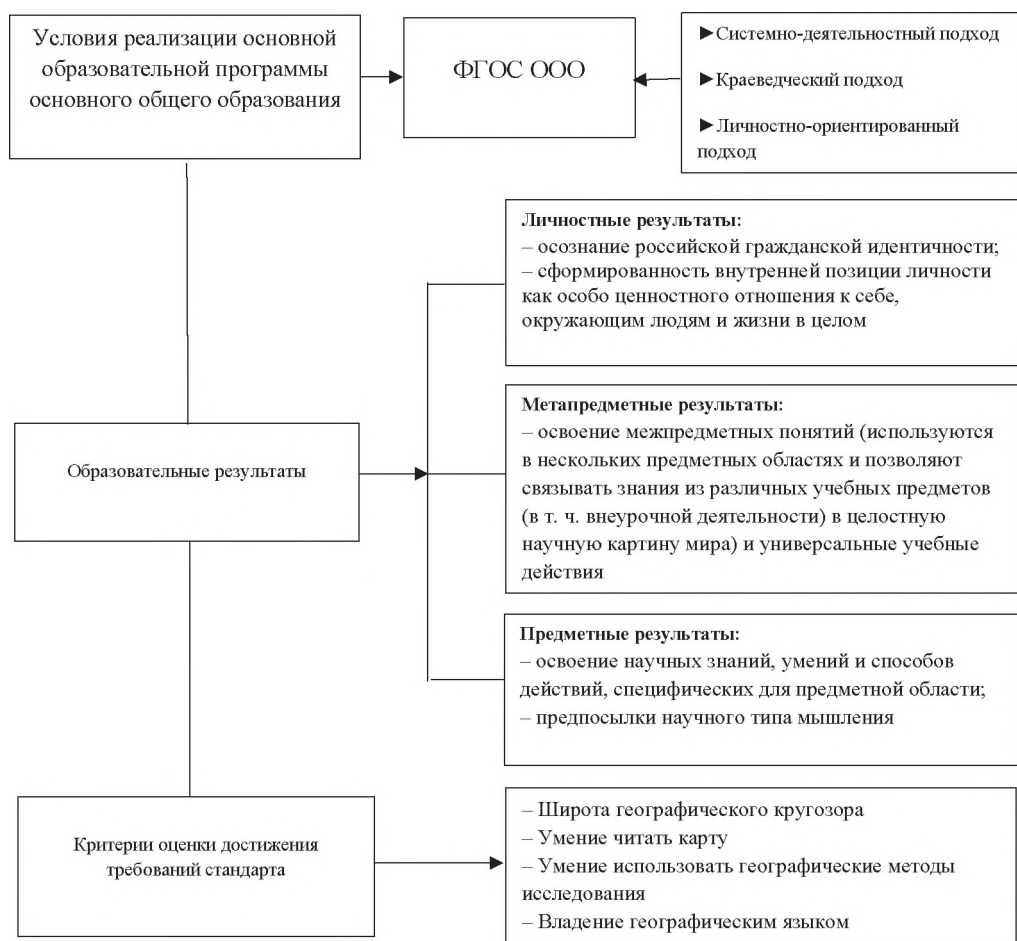 Условия реализации основной
образовательной программы
основного общего образования
ФГОС ООО
►Системно-деятельностный подход
►Краеведческий подход
►Личностно-ориентированный
подход
Личностные результаты:
– осознание российской гражданской идентичности;
– сформированность внутренней позиции личности
как особо ценностного отношения к себе,
окружающим людям и жизни в целом
Образовательные результаты
Метапредметные результаты:
– освоение межпредметных понятий (используются
в нескольких предметных областях и позволяют
связывать знания из различных учебных предметов
(в т. ч. внеурочной деятельности) в целостную
научную картину мира) и универсальные учебные
действия
Предметные результаты:
– освоение научных знаний, умений и способов
действий, специфических для предметной области;
– предпосылки научного типа мышления
Критерии оценки достижения
требований стандарта
– Широта географического кругозора
– Умение читать карту
– Умение использовать географические методы
исследования
– Владение географическим языком